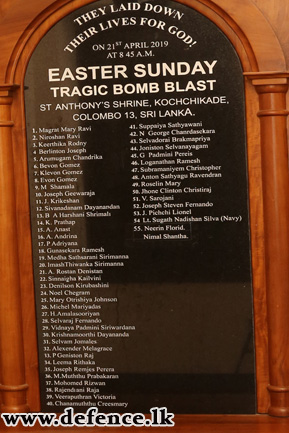 THEY LAID DOWN
THEIR LIVES FOR GOD!
ON 21ST APRIL 2019
AT 8 45 A.M.
EASTER SUNDAY
TRAGIC BOMB BLAST
ST ANTHONY'S SHRINE, KOCHCHIKADE,
COLOMBO 13, SRI LANKA.
1. Magrat Mary Ravi
2. Niroshan Ravi
3. Keerthika Rodny
4 Berlinton Joseph
5. Arumugam Chandrika
6. Bevon Gomez
7. Klevon Gomez
8. Evon Gomez
9. M Shamala
10. Joseph Geewaraja
11. J. Krikeshan
12. Sivanandanam Dayanandan
13. B A Harshani Shrimali
14. K. Prathap
15. A. Anast
16. A. Andrina
17. P Adriyana
18. Gunasekara Ramesh
19. Medha Sathsarani Sirimanna
20. ImashThiwanka Sirimanna
21. A. Rostan Denistan
22. Sinnaigha Kailvini
23. Denilson Kirubashini
24. Noel Chegram
25. Mary Otrishiya Johnson
26. Michel Mariyadas
27. H.Amalasooriyan
28. Selvaraj Fernando
29. Vidnaya Padmini Siriwardana
30. Krishnamoorthi Dayananda
31. Selvam Jomales
32. Alexander Melagrace
33. P Geniston Raj
34. Leema Rithaka
35. Joseph Remjes Perera
36. M.Muththu Prabakaran
37. Mohomed Rizwan
38. Rajendrani Raja
39. Veeraputhran Victoria
40. Chanamuththu Creesmary
41. Suppaiya Sathyawani
42. N George Chanrdasekara
43. Selvadorai Brakmapriya
44. Joniston Selvanayagam
45. G Padmini Pereis
46. Loganathan Ramesh
47. Subramaniyem Christopher
48. Anton Sathyaga Ravendran
49. Roselin Mary
50. Jhone Clinton Christiraj
51. V. Sarojani
52. Joseph Steven Fernando
53. J. Pichchi Lionel
54 Lt. Sugath Nadishan Silva (Navy)
55. Neerin Florid.
Nimal Shantha.
www.defence.lk